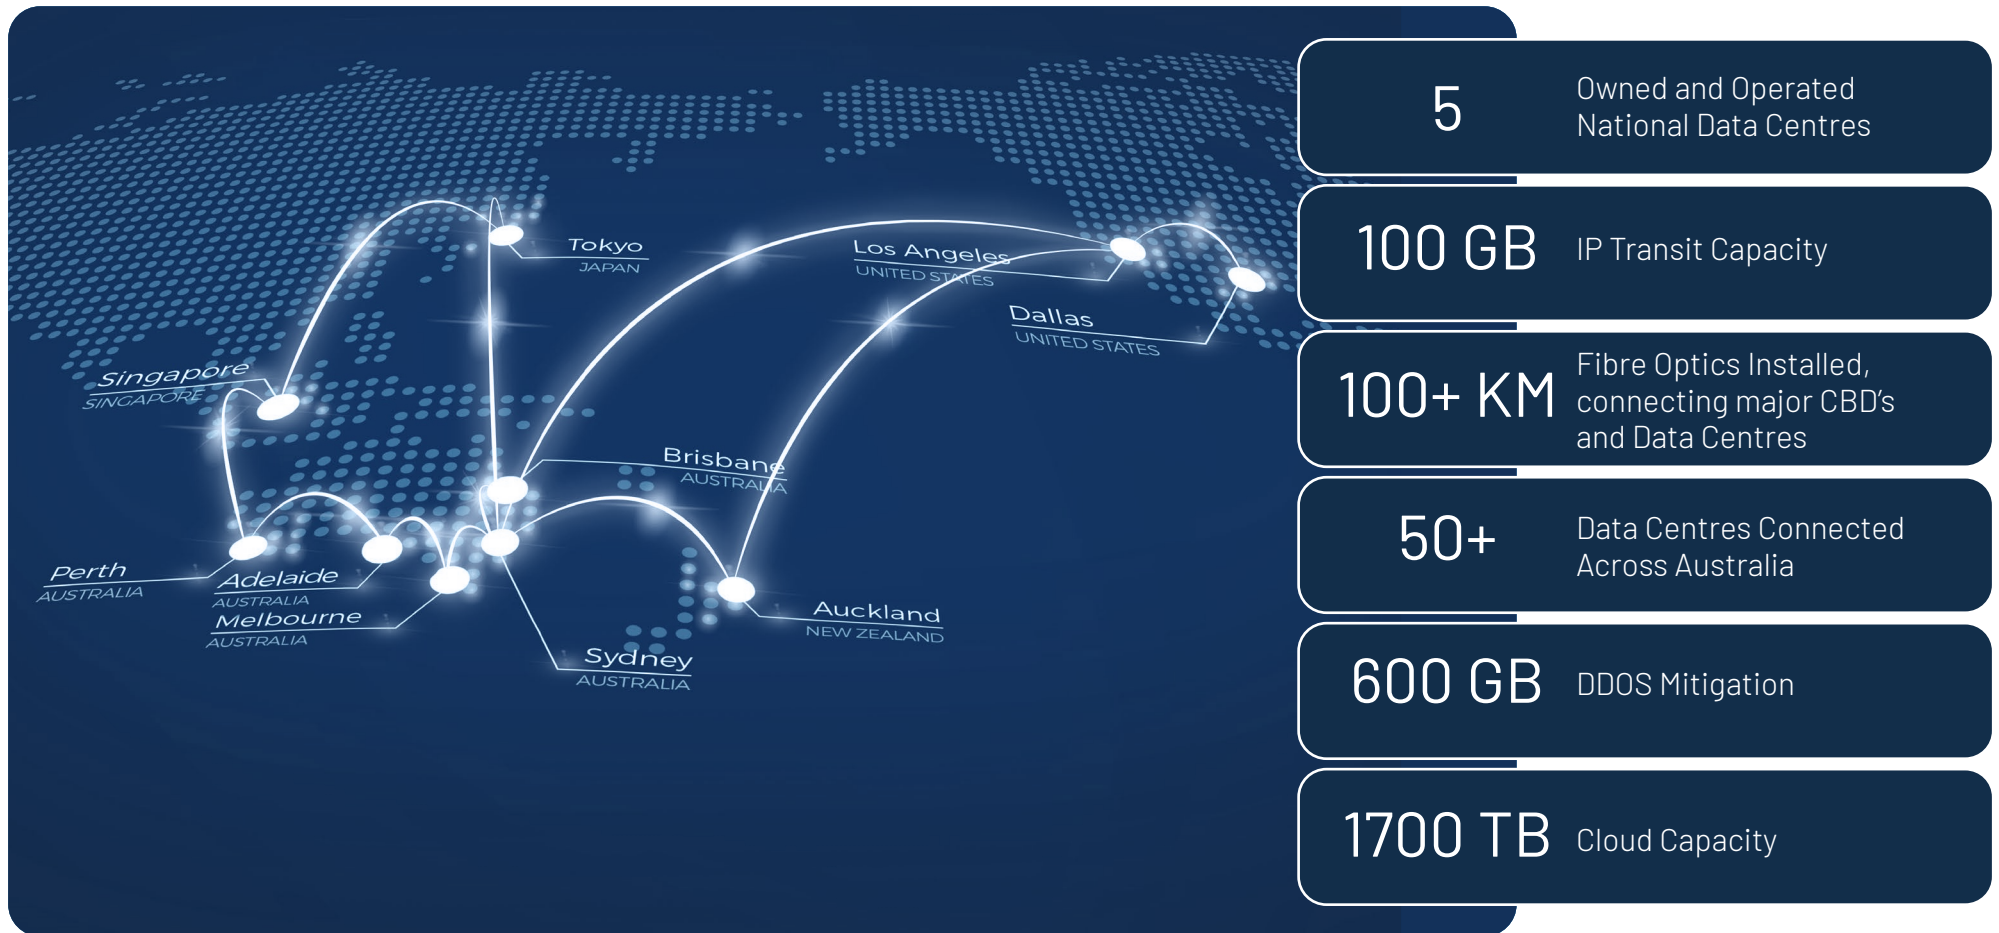 Tokyo
JAPAN
Los Angeles
UNITED STATES
Dallas
UNITED STATES
Singapore
SINGAPORE
Brisbane
AUSTRALIA
Perth
AUSTRALIA
Adelaide
AUSTRALIA
Melbourne
AUSTRALIA
Auckland
NEW ZEALAND
Sydney
AUSTRALIA
5
Owned and Operated
National Data Centres
100 GB
IP Transit Capacity
100+ KM
Fibre Optics Installed,
connecting major CBD's
and Data Centres
50+
Data Centres Connected
Across Australia
600 GB
DDOS Mitigation
1700 TB
Cloud Capacity